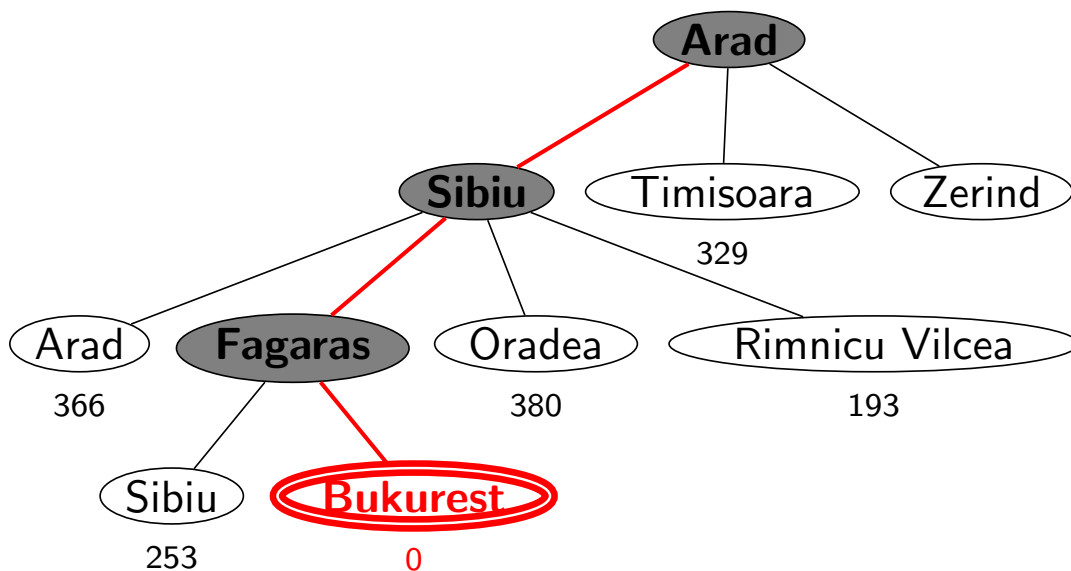 Arad
Sibiu Timisoara Zerind
329
Arad Fagaras Oradea Rimnicu Vilcea
366 380 193
Sibiu Bukurest
253 0